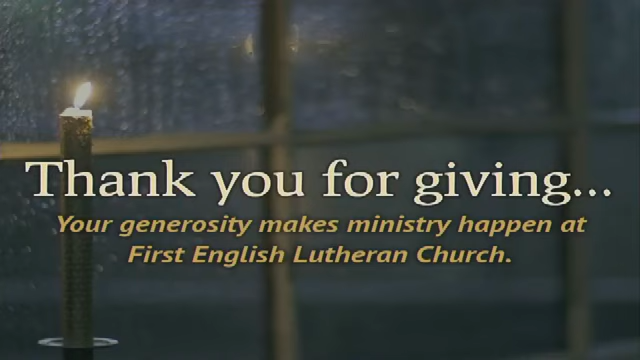 Thank you for giving...
Your generosity makes ministry happen at
First English Lutheran Church.